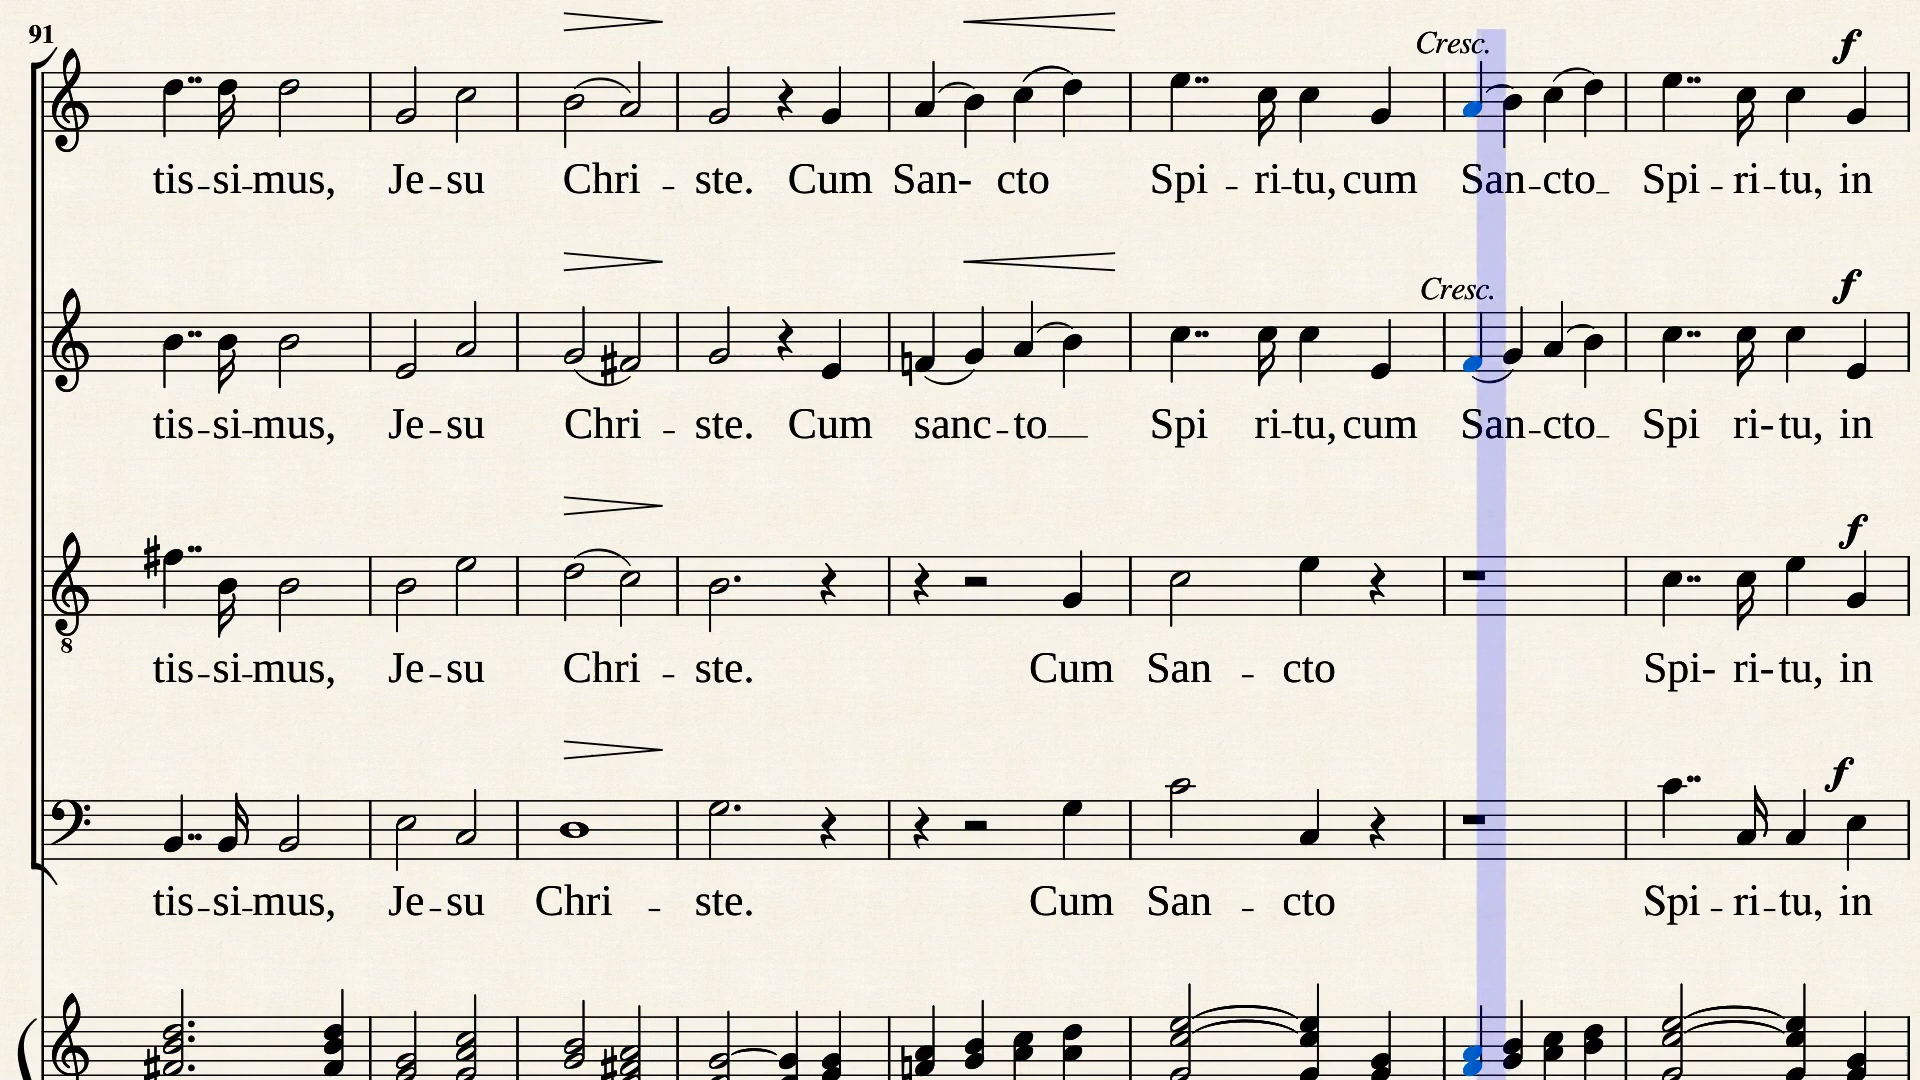 91
Cresc. f
tis-si-mus, Je-su Chri - ste. Cum San- cto Spi - ri-tu, cum San-cto_ Spi - ri-tu, in
Cresc. f
tis-si-mus, Je-su Chri - ste. Cum sanc-to__ Spi ri-tu, cum San-cto_ Spi ri-tu, in
f
8
tis-si-mus, Je-su Chri - ste. Cum San - cto Spi- ri-tu, in
f
tis-si-mus, Je-su Chri - ste. Cum San - cto Spi - ri-tu, in